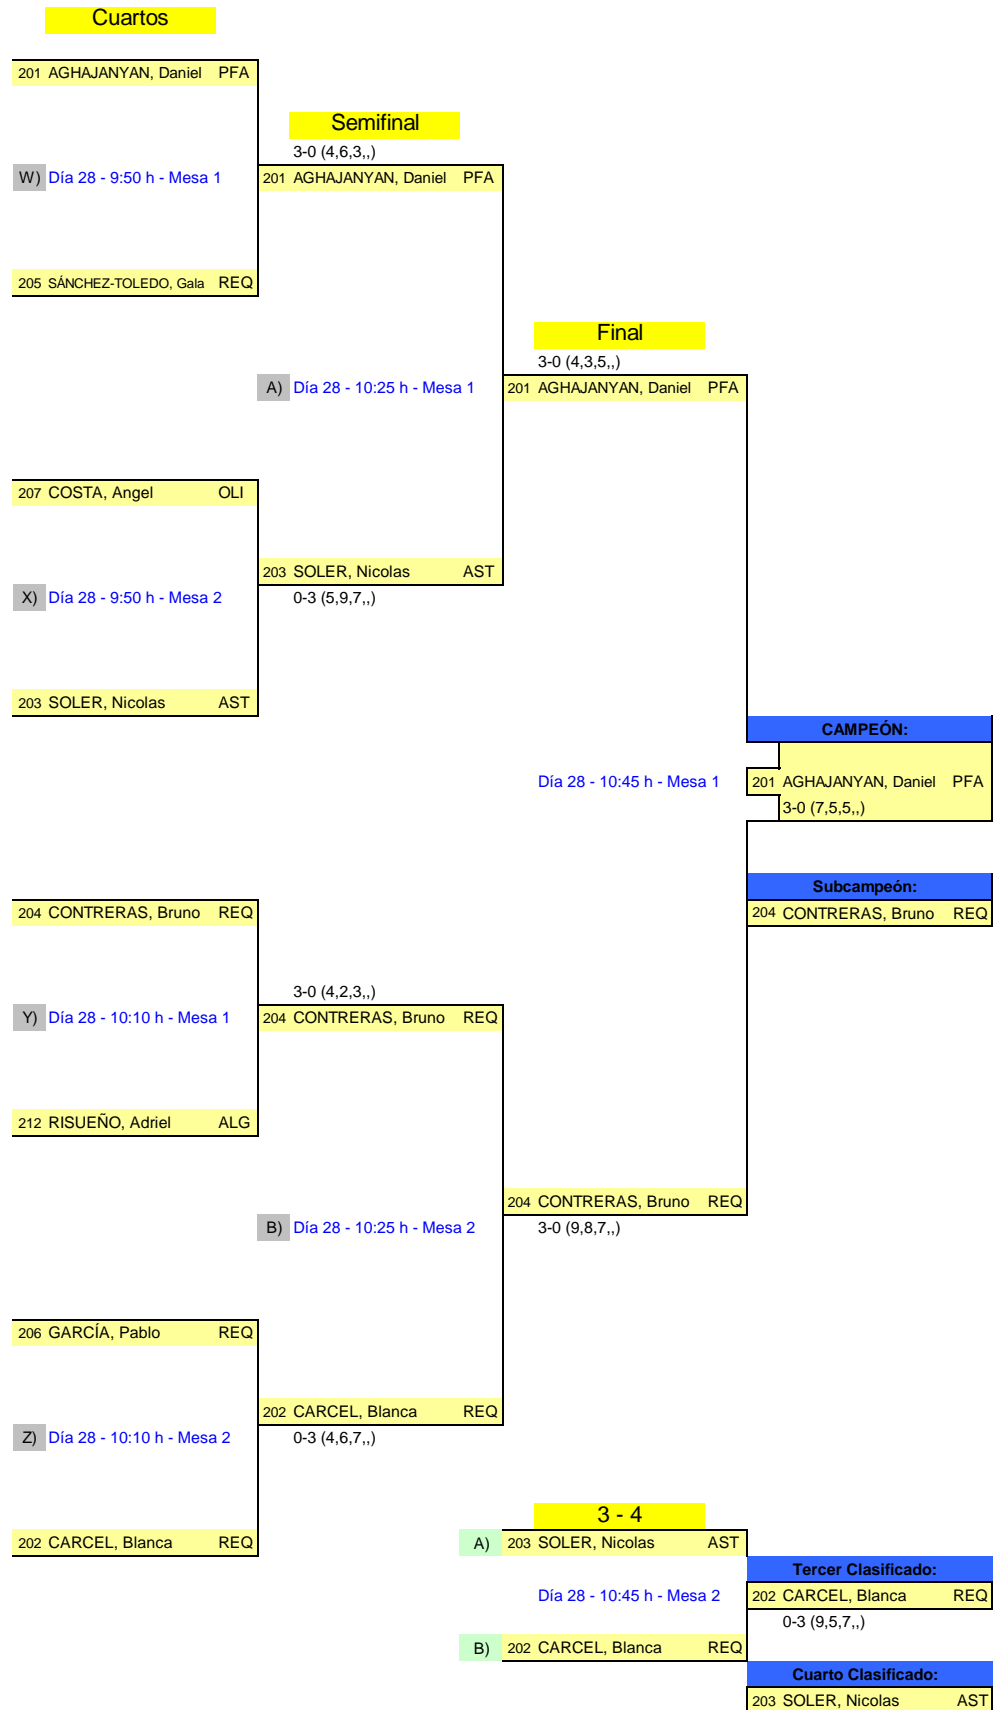 Cuartos
201 AGHAJANYAN, Daniel PFA
Semifinal
3-0 (4,6,3,,)
W) Día 28 - 9:50 h - Mesa 1
201 AGHAJANYAN, Daniel PFA
205 SÁNCHEZ-TOLEDO, Gala REQ
Final
3-0 (4,3,5,,)
A) Día 28 - 10:25 h - Mesa 1
201 AGHAJANYAN, Daniel PFA
207 COSTA, Angel OLI
203 SOLER, Nicolas AST
X) Día 28 - 9:50 h - Mesa 2
0-3 (5,9,7,,)
203 SOLER, Nicolas AST
CAMPEÓN:
Día 28 - 10:45 h - Mesa 1
201 AGHAJANYAN, Daniel PFA
3-0 (7,5,5,,)
Subcampeón:
204 CONTRERAS, Bruno REQ
204 CONTRERAS, Bruno REQ
3-0 (4,2,3,,)
Y) Día 28 - 10:10 h - Mesa 1
204 CONTRERAS, Bruno REQ
212 RISUEÑO, Adriel ALG
204 CONTRERAS, Bruno REQ
B) Día 28 - 10:25 h - Mesa 2
3-0 (9,8,7,,)
206 GARCÍA, Pablo REQ
202 CARCEL, Blanca REQ
Z) Día 28 - 10:10 h - Mesa 2
0-3 (4,6,7,,)
3 - 4
202 CARCEL, Blanca REQ
A) 203 SOLER, Nicolas AST
Tercer Clasificado:
Día 28 - 10:45 h - Mesa 2
202 CARCEL, Blanca REQ
0-3 (9,5,7,,)
B) 202 CARCEL, Blanca REQ
Cuarto Clasificado:
203 SOLER, Nicolas AST